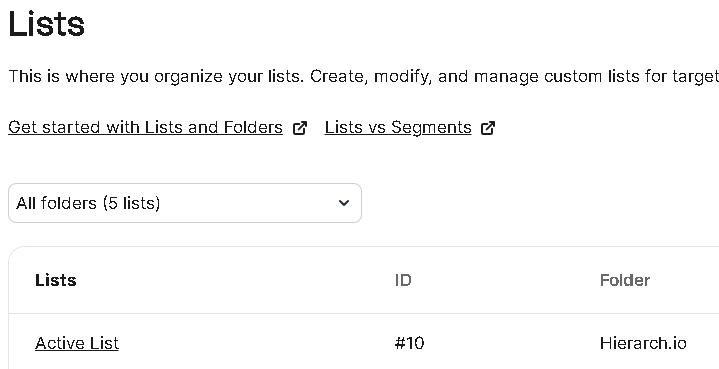 Lists
This is where you organize your lists. Create, modify, and manage custom lists for target
Get started with Lists and Folders Lists vs Segments
All folders (5 lists)
Lists ID Folder
Active List #10 Hierarch.io